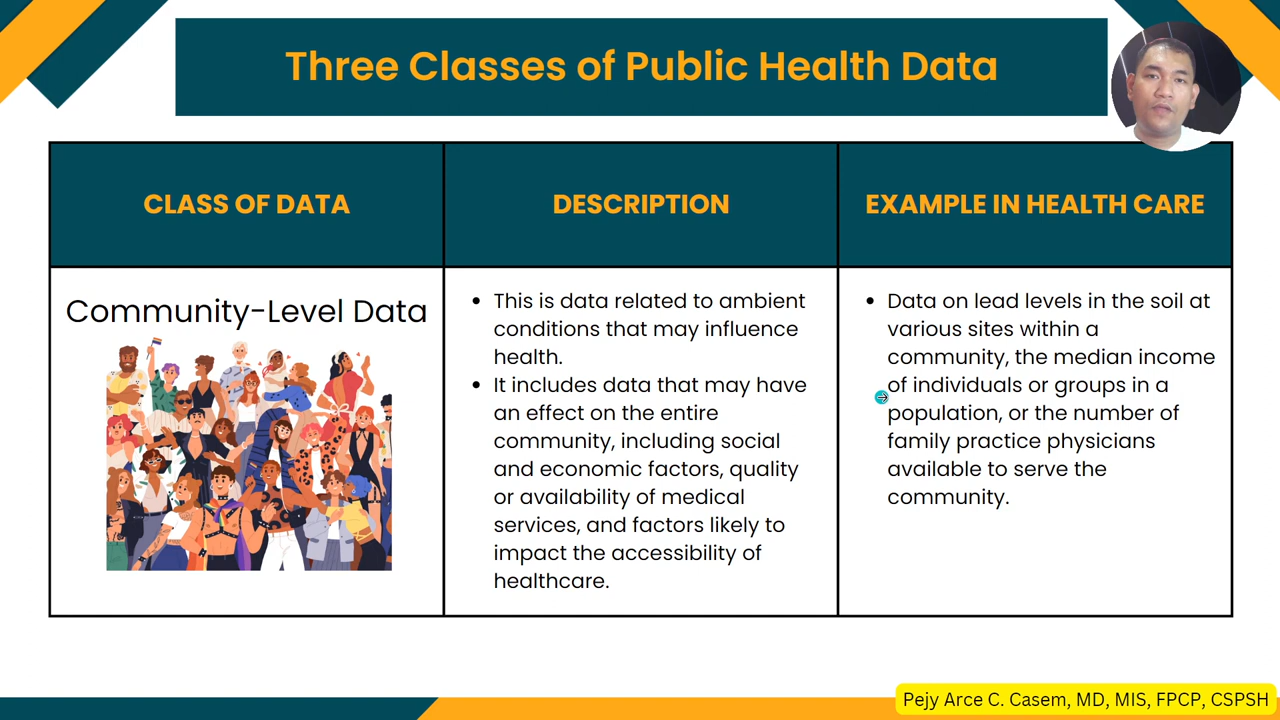 Three Classes of Public Health Data
CLASS OF DATA
DESCRIPTION
EXAMPLE IN HEALTH CARE
Community-Level Data
• This is data related to ambient
conditions that may influence
health.
• It includes data that may have
an effect on the entire
community, including social
and economic factors, quality
or availability of medical
services, and factors likely to
impact the accessibility of
healthcare.
• Data on lead levels in the soil at
various sites within a
community, the median income
of individuals or groups in a
population, or the number of
family practice physicians
available to serve the
community.
Pejy Arce C. Casem, MD, MIS, FPCP, CSPSH